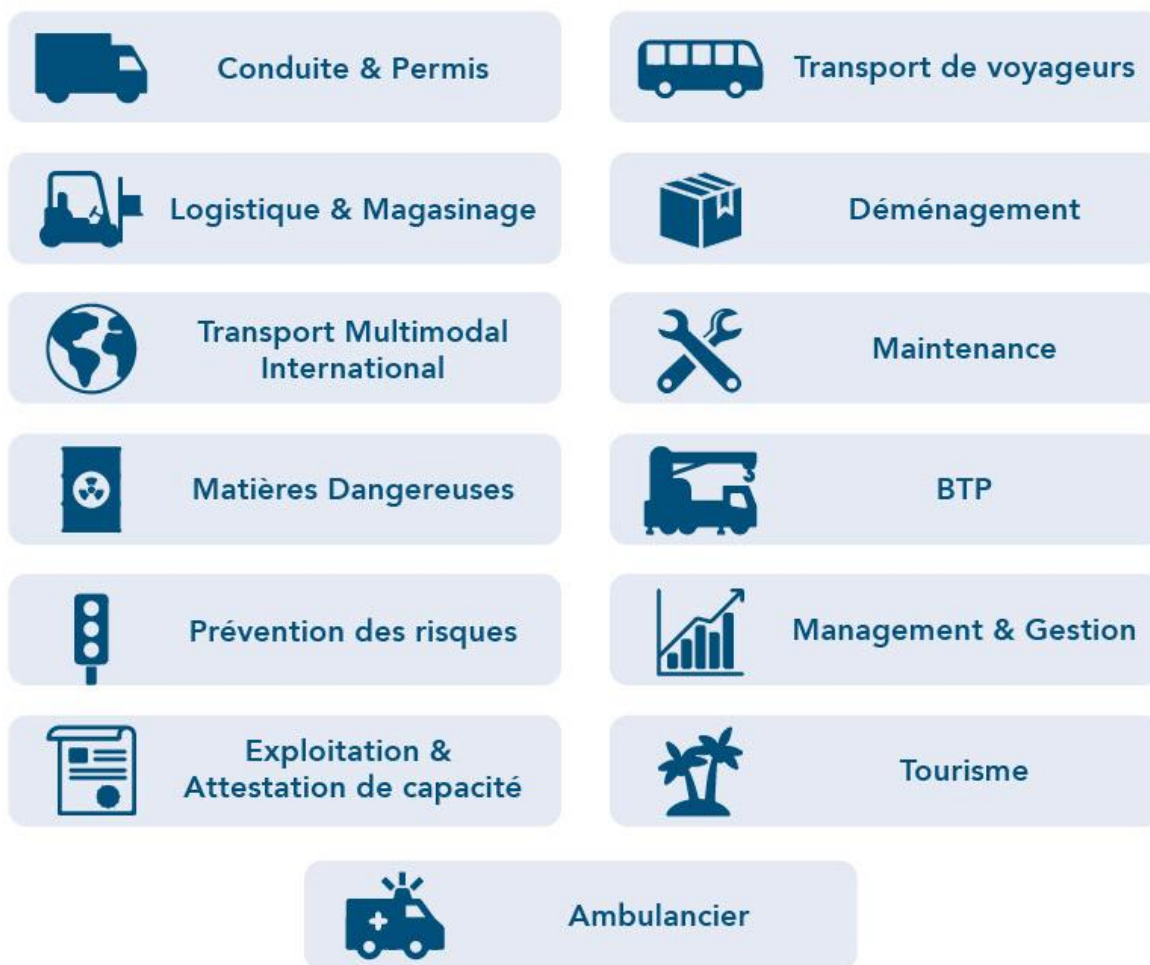 Conduite & Permis
Transport de voyageurs
Logistique & Magasinage
Déménagement
Transport Multimodal
International
Maintenance
Matières Dangereuses
BTP
Prévention des risques
Management & Gestion
Exploitation &
Attestation de capacité
Tourisme
Ambulancier